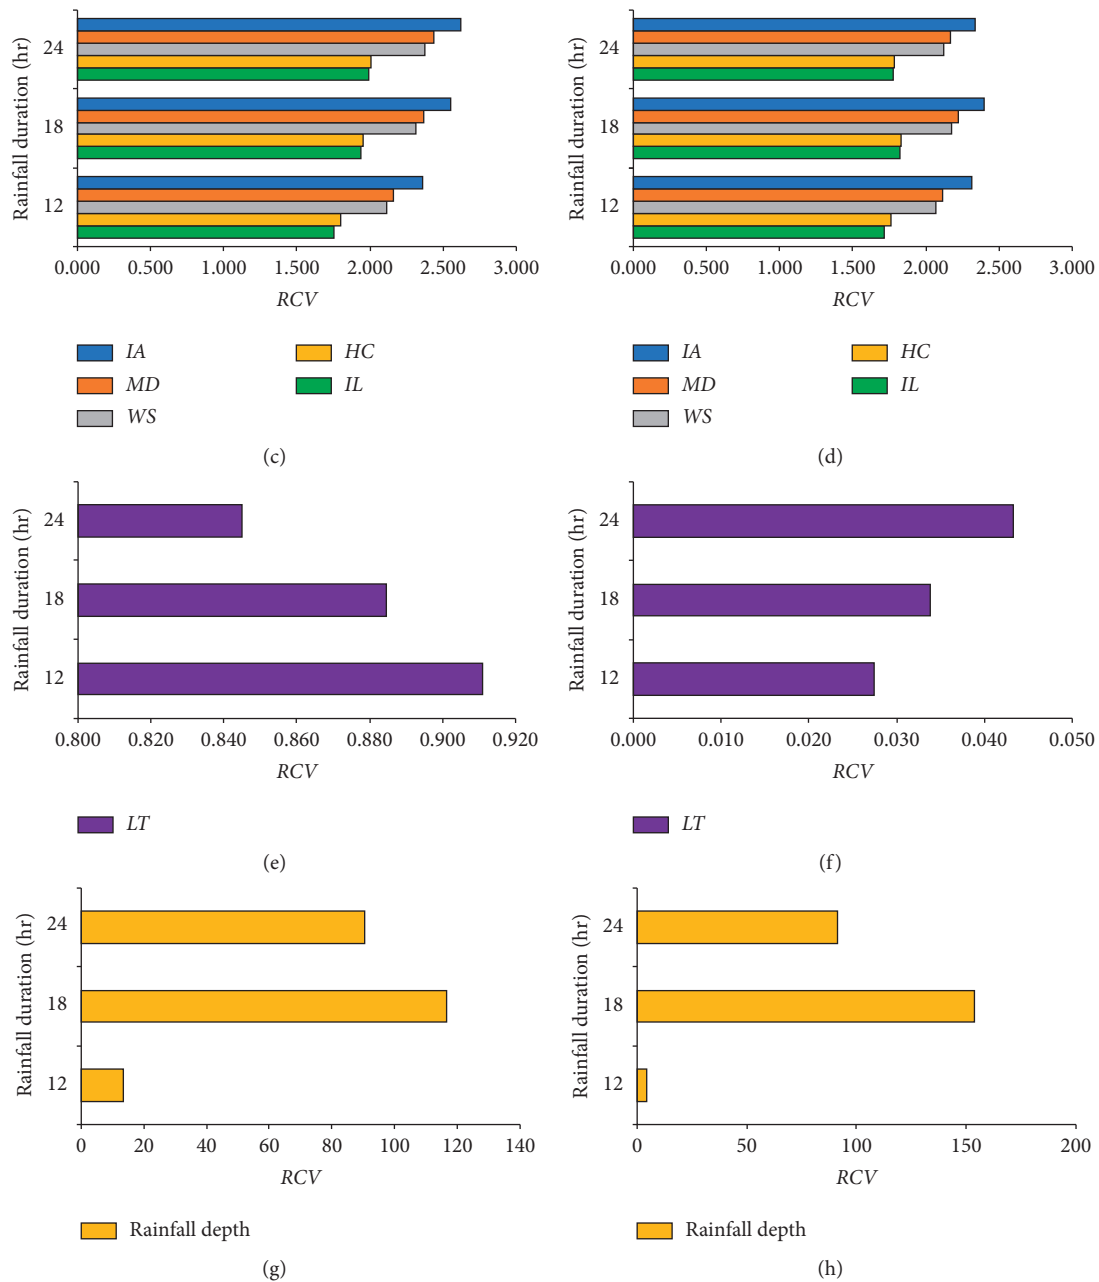 Rainfall duration (hr)
24
18
12
0.000 0.500 1.000 1.500 2.000 2.500 3.000
RCV
IA HC
MD IL
WS
(c)
Rainfall duration (hr)
24
18
12
0.000 0.500 1.000 1.500 2.000 2.500 3.000
RCV
IA HC
MD IL
WS
(d)
Rainfall duration (hr)
24
18
12
0.800 0.820 0.840 0.860 0.880 0.900 0.920
RCV
LT
(e)
Rainfall duration (hr)
24
18
12
0.000 0.010 0.020 0.030 0.040 0.050
RCV
LT
(f)
Rainfall duration (hr)
24
18
12
0 20 40 60 80 100 120 140
RCV
Rainfall depth
(g)
Rainfall duration (hr)
24
18
12
0 50 100 150 200
RCV
Rainfall depth
(h)